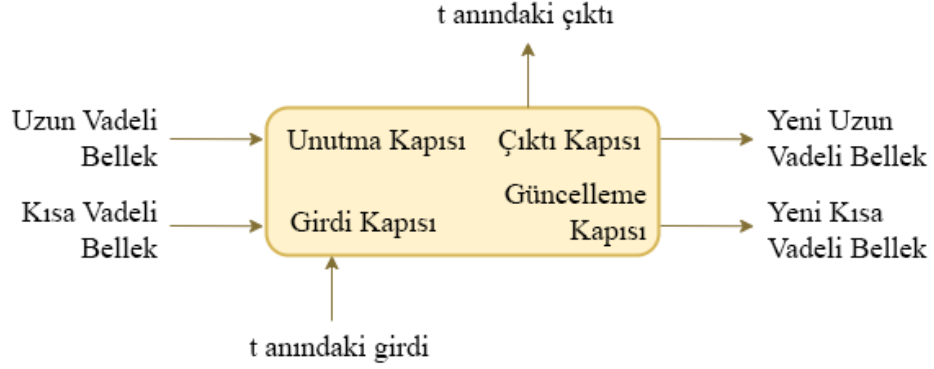 t anındaki çıktı
Uzun Vadeli
Bellek
Unutma Kapısı
Çıktı Kapısı
Yeni Uzun
Vadeli Bellek
Kısa Vadeli
Bellek
Girdi Kapısı
Güncelleme
Kapısı
Yeni Kısa
Vadeli Bellek
t anındaki girdi